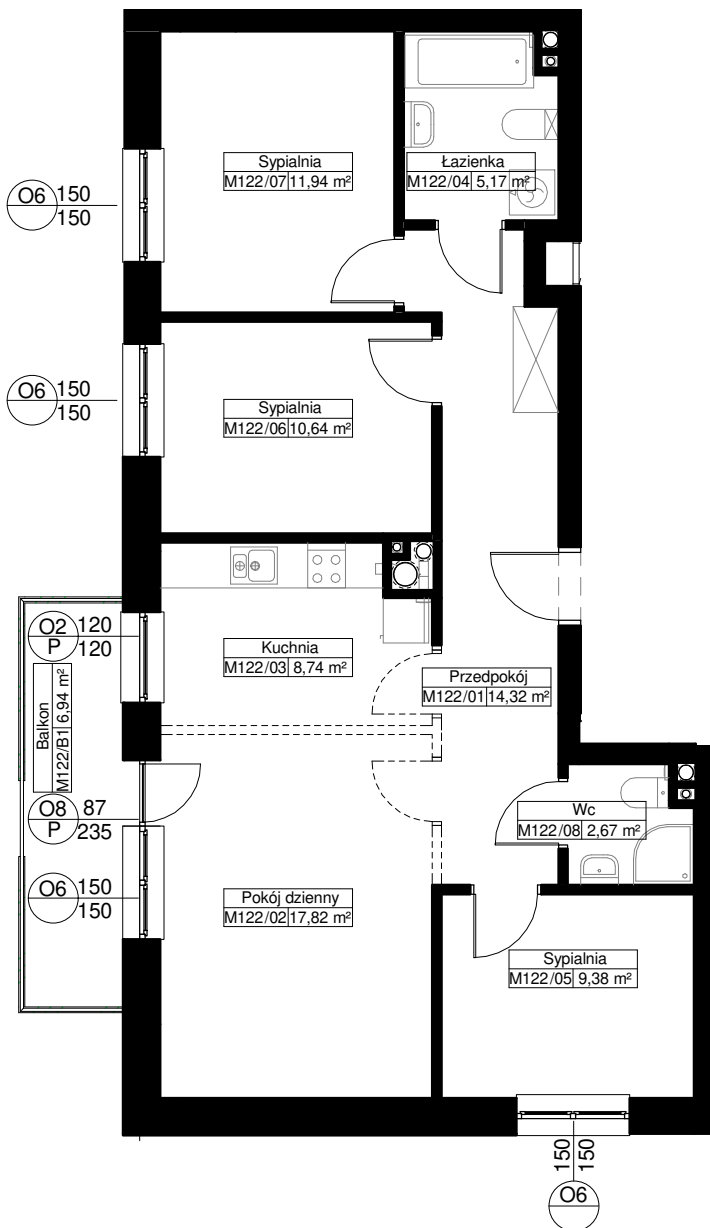 Sypialnia
M122/07 11,94 m²
Łazienka
M122/04 5,17 m²
O6 150
150
Sypialnia
M122/06 10,64 m²
O6 150
150
Kuchnia
M122/03 8,74 m²
O2 120
P 120
Balkon
M122/B1 6,94 m²
Przedpokój
M122/01 14,32 m²
O8 87
P 235
Wc
M122/08 2,67 m²
O6 150
150
Pokój dzienny
M122/02 17,82 m²
Sypialnia
M122/05 9,38 m²
150
150
O6